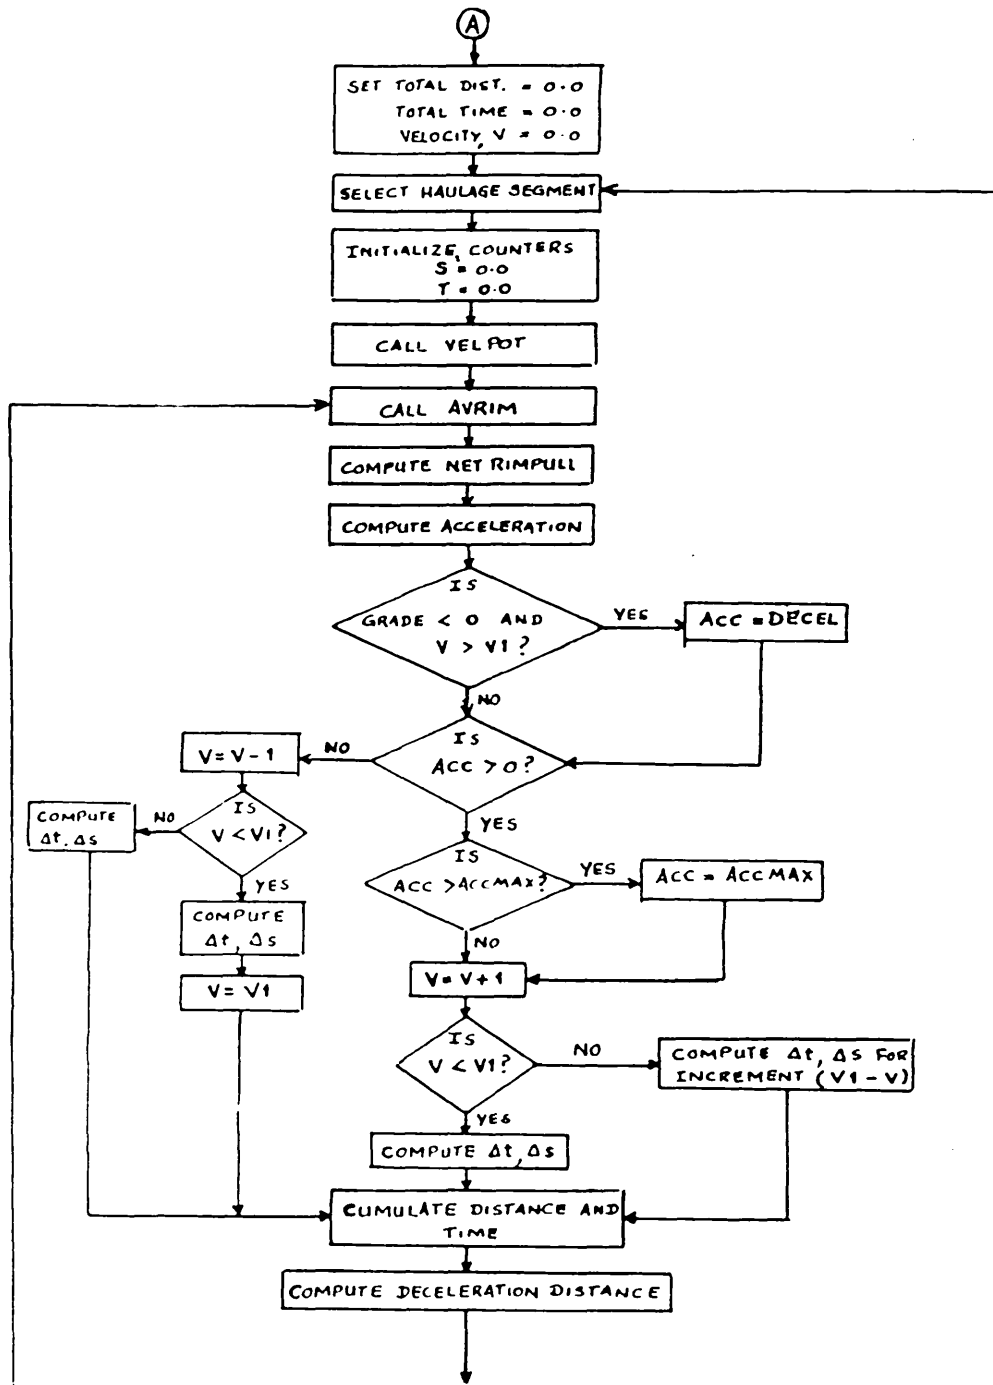 A
SET TOTAL DIST. = 0.0
TOTAL TIME = 0.0
VELOCITY, V = 0.0
SELECT HAULAGE SEGMENT
INITIALIZE, COUNTERS
S = 0.0
T = 0.0
CALL VELPOT
CALL AVRIM
COMPUTE NET RIMPULL
COMPUTE ACCELERATION
IS
GRADE < 0 AND
V > V1?
YES
ACC = DECEL
NO
IS
ACC > 0?
NO
V = V - 1
IS
V < V1?
NO
COMPUTE
Δt, Δs
YES
COMPUTE
Δt, Δs
V = V1
YES
IS
ACC > ACCMAX?
YES
ACC = ACCMAX
NO
V = V + 1
IS
V < V1?
NO
COMPUTE Δt, Δs FOR
INCREMENT (V1 - V)
YES
COMPUTE Δt, Δs
CUMULATE DISTANCE AND
TIME
COMPUTE DECELERATION DISTANCE